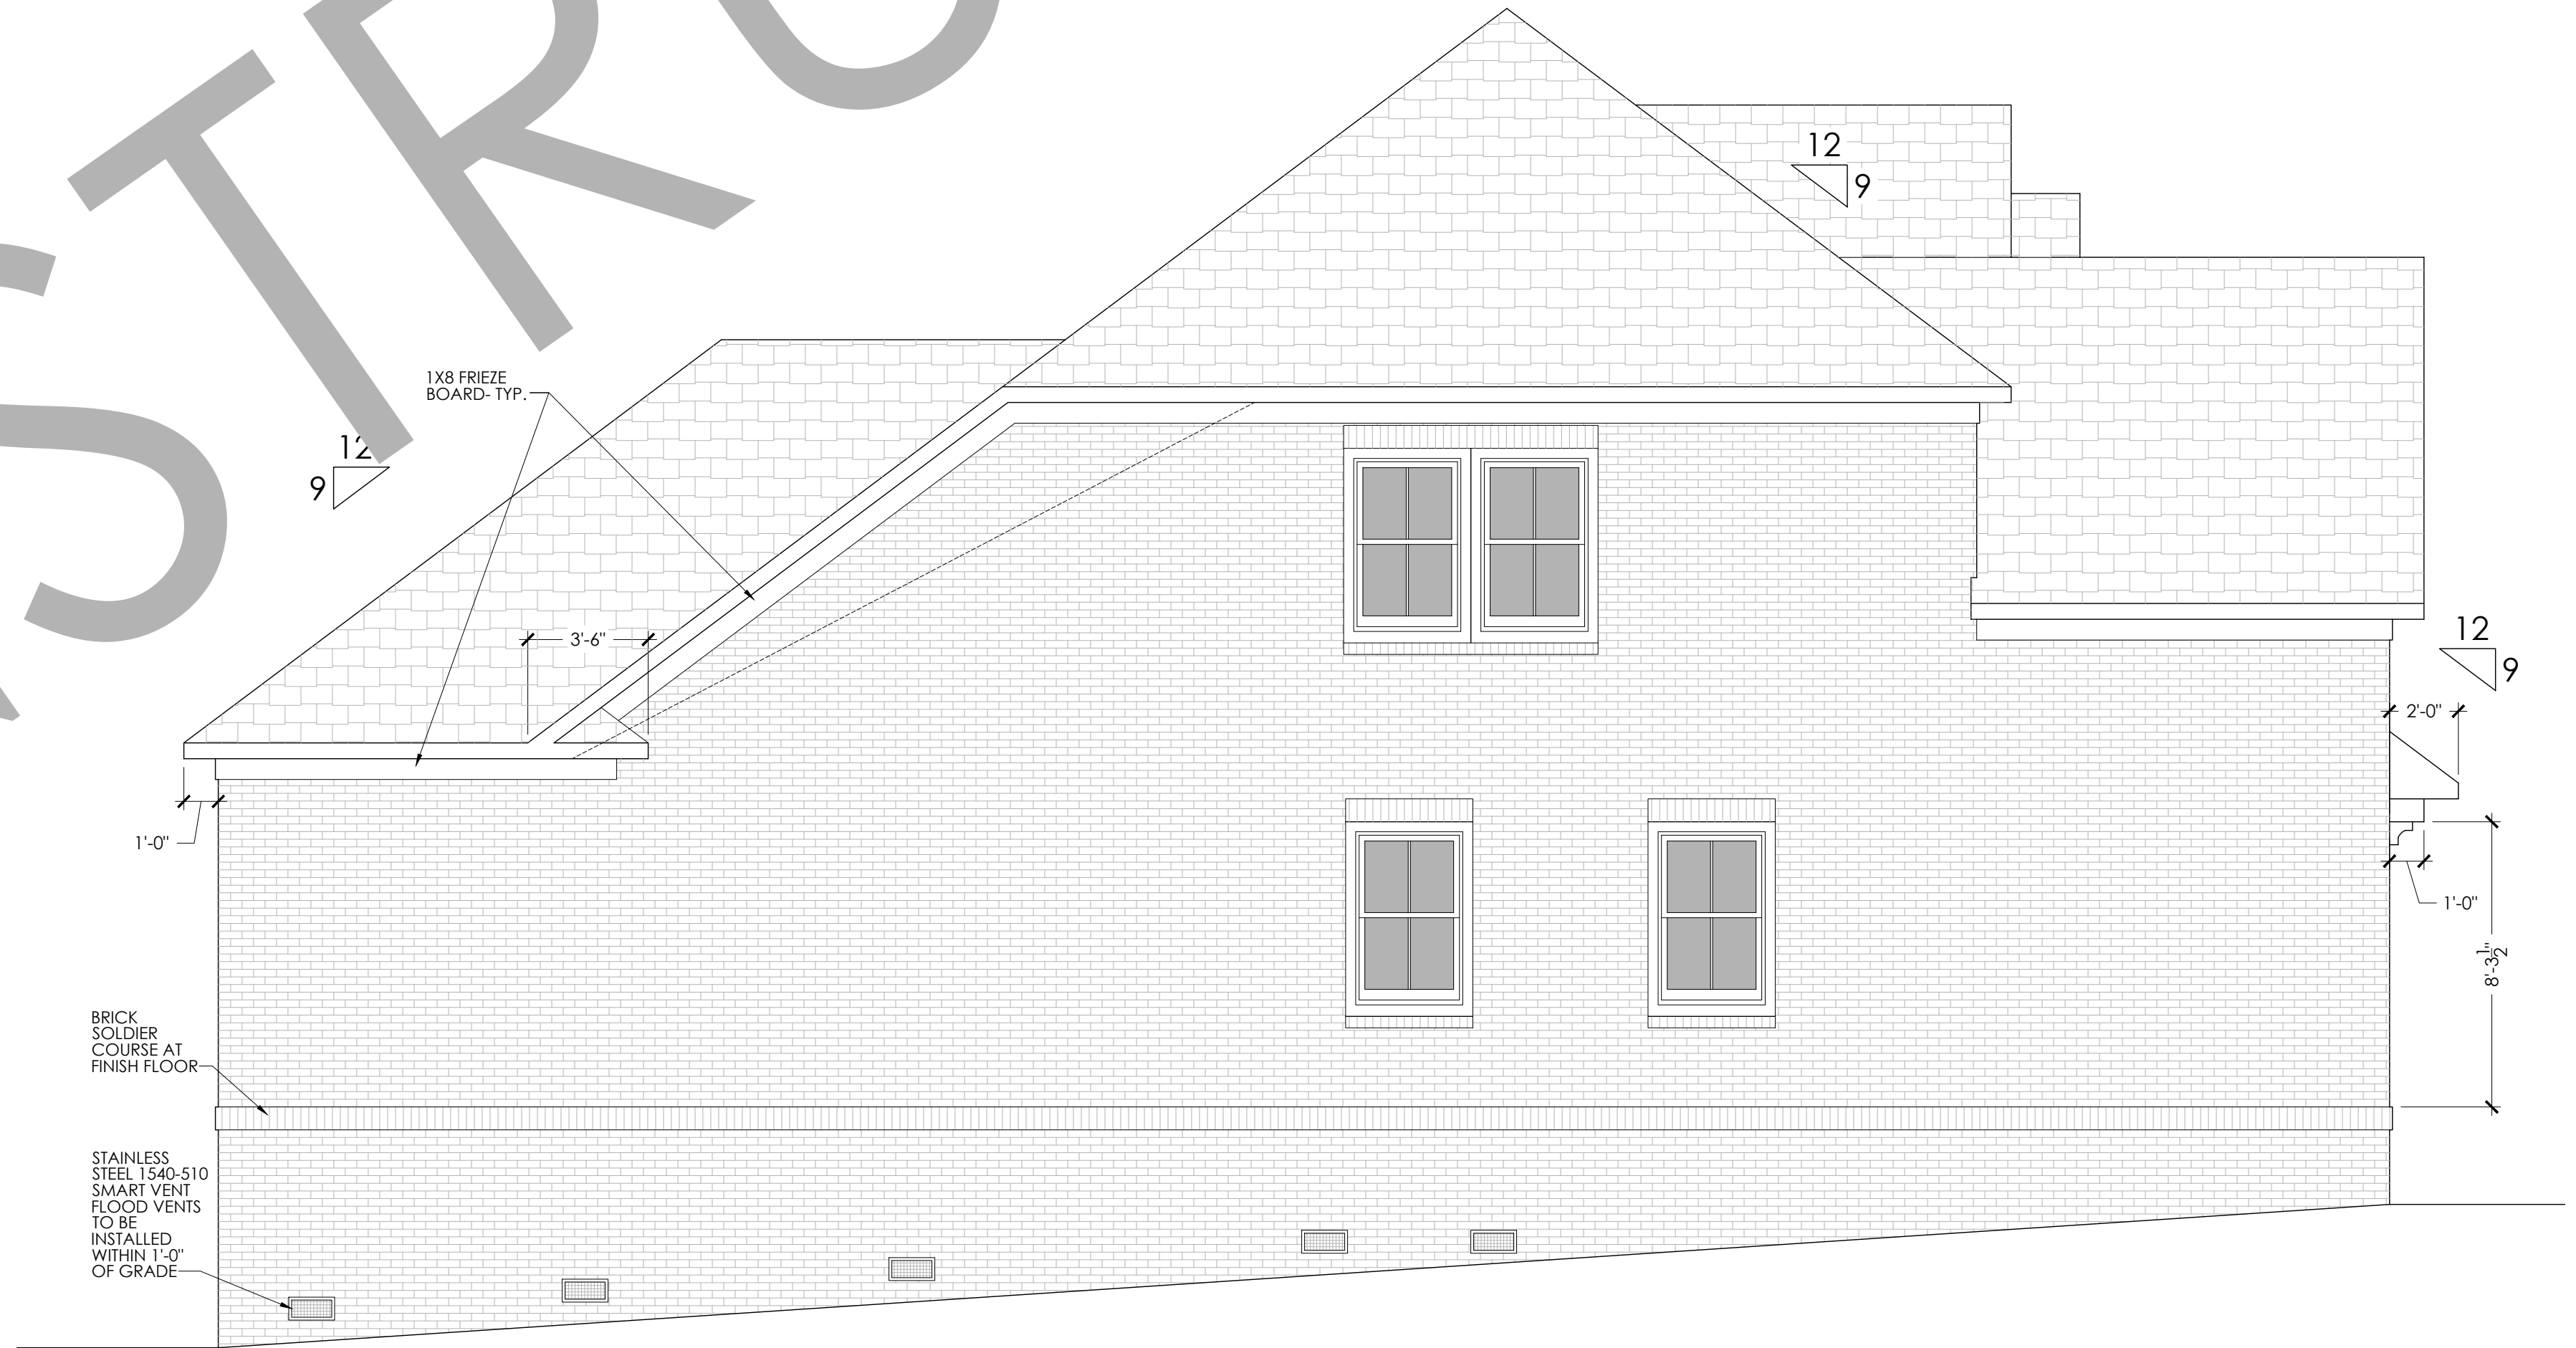 STRU
12
9
1X8 FRIEZE
BOARD- TYP.
12
9
3'-6"
12
9
2'-0"
1'-0"
1'-0"
8'-3 1/2"
BRICK
SOLDIER
COURSE AT
FINISH FLOOR
STAINLESS
STEEL 1540-510
SMART VENT
FLOOD VENTS
TO BE
INSTALLED
WITHIN 1'-0"
OF GRADE